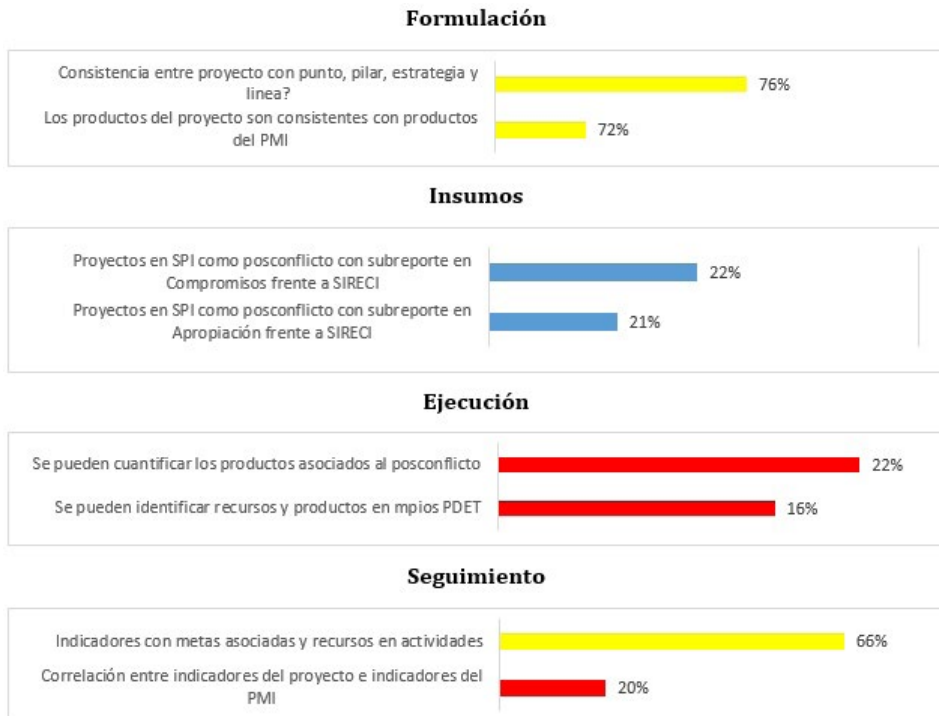 Formulación
Consistencia entre proyecto con punto, pilar, estrategia y
linea?
76%
Los productos del proyecto son consistentes con productos
del PMI
72%
Insumos
Proyectos en SPI como posconflicto con subreporte en
Compromisos frente a SIRECI
22%
Proyectos en SPI como posconflicto con subreporte en
Apropiación frente a SIRECI
21%
Ejecución
Se pueden cuantificar los productos asociados al posconflicto
22%
Se pueden identificar recursos y productos en mpios PDET
16%
Seguimiento
Indicadores con metas asociadas y recursos en actividades
66%
Correlación entre indicadores del proyecto e indicadores del
PMI
20%